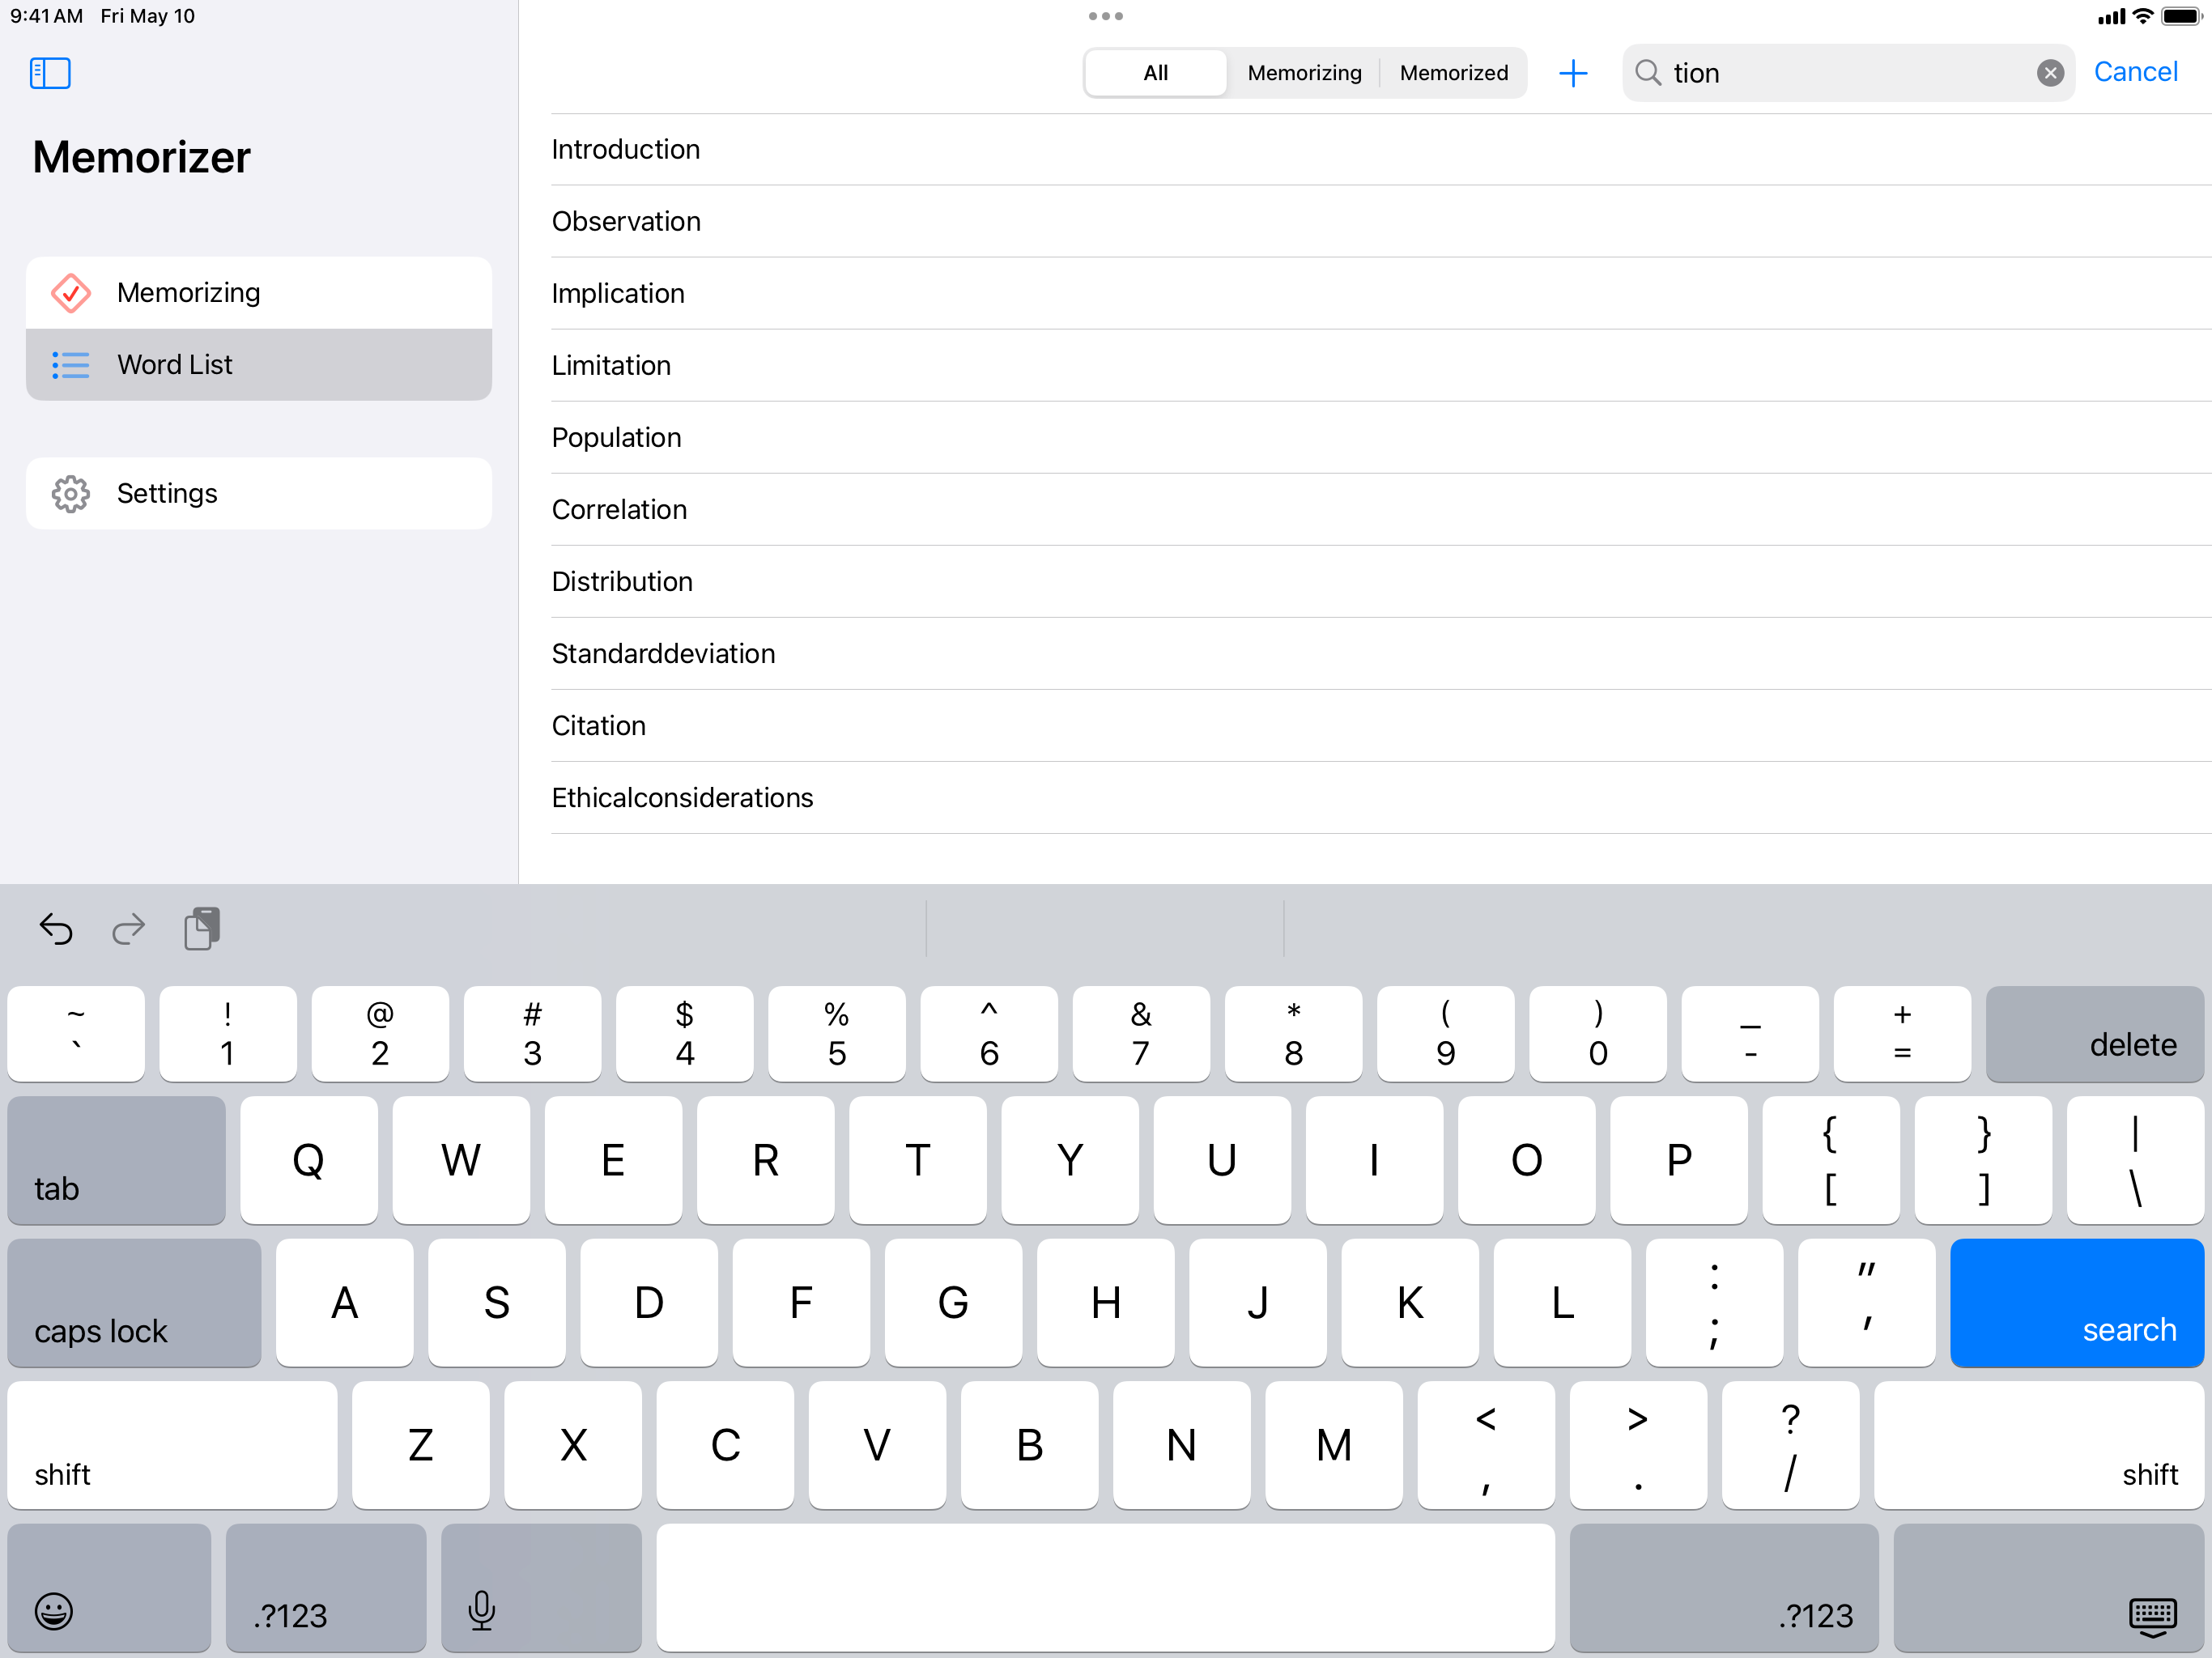 9:41 AM Fri May 10
Memorizer
Memorizing
Word List
Settings
All Memorizing Memorized + tion Cancel
Introduction
Observation
Implication
Limitation
Population
Correlation
Distribution
Standarddeviation
Citation
Ethicalconsiderations
~ ! @ # $ % ^ & * ( ) _ +
` 1 2 3 4 5 6 7 8 9 0 - = delete
tab Q W E R T Y U I O P { } |
[ ] \
caps lock A S D F G H J K L : "
; ' search
shift Z X C V B N M < > ?
, . / shift
.?123 .?123